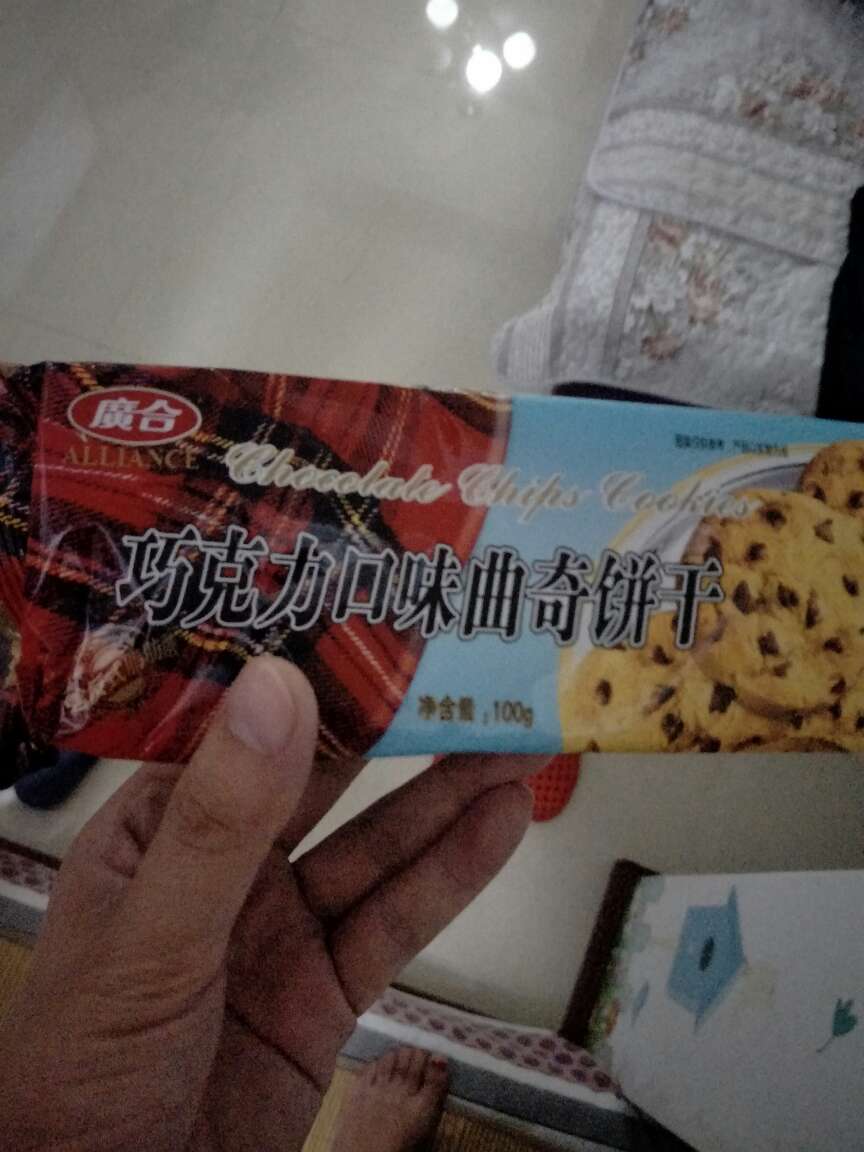 廣合
ALLIANCE
Chocolate Chips Cookies
巧克力口味曲奇饼干
净含量:100g